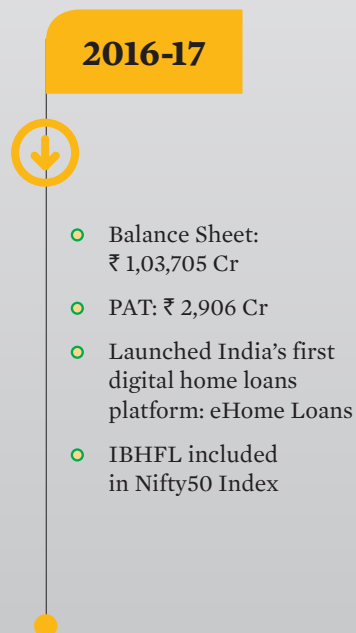 2016-17
Balance Sheet:
₹ 1,03,705 Cr
PAT: ₹ 2,906 Cr
Launched India’s first
digital home loans
platform: eHome Loans
IBHFL included
in Nifty50 Index